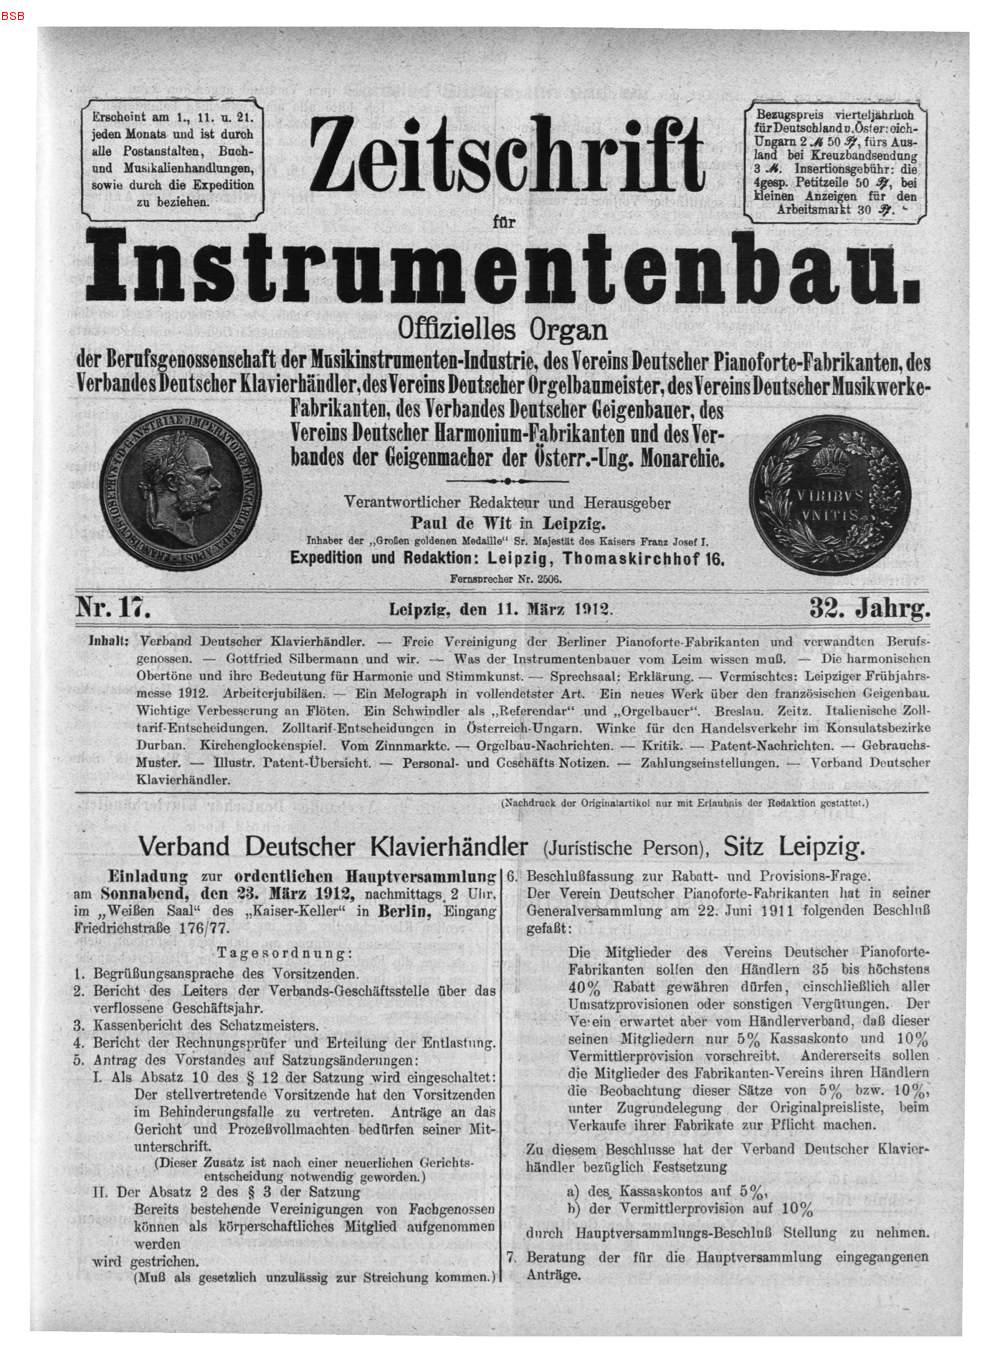 BSB
Erscheint am 1., 11. u. 21.
jeden Monats und ist durch
alle Postanstalten, Buch-
und Musikalienhandlungen,
sowie durch die Expedition
zu beziehen.
Zeitschrift
Bezugspreis vierteljährlich
für Deutschland u. Österreich-
Ungarn 2 ℳ 50 ₰, fürs Aus-
land bei Kreuzbandsendung
3 ℳ. Insertionsgebühr: die
4gesp. Petitzeile 50 ₰, bei
kleinen Anzeigen für den
Arbeitsmarkt 30 ₰.
für
Instrumentenbau.
Offizielles Organ
der Berufsgenossenschaft der Musikinstrumenten-Industrie, des Vereins Deutscher Pianoforte-Fabrikanten, des
Verbandes Deutscher Klavierhändler, des Vereins Deutscher Orgelbaumeister, des Vereins Deutscher Musikwerke-
Fabrikanten, des Verbandes Deutscher Geigenbauer, des
Vereins Deutscher Harmonium-Fabrikanten und des Ver-
bandes der Geigenmacher der Österr.-Ung. Monarchie.
VIRIBVS
VNITIS
Verantwortlicher Redakteur und Herausgeber
Paul de Wit in Leipzig.
Inhaber der „Großen goldenen Medaille“ Sr. Majestät des Kaisers Franz Josef I.
Expedition und Redaktion: Leipzig, Thomaskirchhof 16.
Fernsprecher Nr. 2506.
Nr. 17. Leipzig, den 11. März 1912. 32. Jahrg.
Inhalt: Verband Deutscher Klavierhändler. — Freie Vereinigung der Berliner Pianoforte-Fabrikanten und verwandten Berufs-
genossen. — Gottfried Silbermann und wir. — Was der Instrumentenbauer vom Leim wissen muß. — Die harmonischen
Obertöne und ihre Bedeutung für Harmonie und Stimmkunst. — Sprechsaal: Erklärung. — Vermischtes: Leipziger Frühjahrs-
messe 1912. Arbeiterjubiläen. — Ein Melograph in vollendetster Art. Ein neues Werk über den französischen Geigenbau.
Wichtige Verbesserung an Flöten. Ein Schwindler als „Referendar“ und „Orgelbauer“. Breslau. Zeitz. Italienische Zoll-
tarif-Entscheidungen. Zolltarif-Entscheidungen in Österreich-Ungarn. Winke für den Handelsverkehr im Konsulatsbezirke
Durban. Kirchenglockenspiel. Vom Zinnmarkte. — Orgelbau-Nachrichten. — Kritik. — Patent-Nachrichten. — Gebrauchs-
Muster. — Illustr. Patent-Übersicht. — Personal- und Geschäfts-Notizen. — Zahlungseinstellungen. — Verband Deutscher
Klavierhändler.
(Nachdruck der Originalartikel nur mit Erlaubnis der Redaktion gestattet.)
Verband Deutscher Klavierhändler (Juristische Person), Sitz Leipzig.
Einladung zur ordentlichen Hauptversammlung
am Sonnabend, den 23. März 1912, nachmittags 2 Uhr,
im „Weißen Saal“ des „Kaiser-Keller“ in Berlin, Eingang
Friedrichstraße 176/77.
Tagesordnung:
1. Begrüßungsansprache des Vorsitzenden.
2. Bericht des Leiters der Verbands-Geschäftsstelle über das
verflossene Geschäftsjahr.
3. Kassenbericht des Schatzmeisters.
4. Bericht der Rechnungsprüfer und Erteilung der Entlastung.
5. Antrag des Vorstandes auf Satzungsänderungen:
I. Als Absatz 10 des § 12 der Satzung wird eingeschaltet:
Der stellvertretende Vorsitzende hat den Vorsitzenden
im Behinderungsfalle zu vertreten. Anträge an das
Gericht und Prozeßvollmachten bedürfen seiner Mit-
unterschrift.
(Dieser Zusatz ist nach einer neuerlichen Gerichts-
entscheidung notwendig geworden.)
II. Der Absatz 2 des § 3 der Satzung
Bereits bestehende Vereinigungen von Fachgenossen
können als körperschaftliches Mitglied aufgenommen
werden
wird gestrichen.
(Muß als gesetzlich unzulässig zur Streichung kommen.)
6. Beschlußfassung zur Rabatt- und Provisions-Frage.
Der Verein Deutscher Pianoforte-Fabrikanten hat in seiner
Generalversammlung am 22. Juni 1911 folgenden Beschluß
gefaßt:
Die Mitglieder des Vereins Deutscher Pianoforte-
Fabrikanten sollen den Händlern 35 bis höchstens
40% Rabatt gewähren dürfen, einschließlich aller
Umsatzprovisionen oder sonstigen Vergütungen. Der
Verein erwartet aber vom Händlerverband, daß dieser
seinen Mitgliedern nur 5% Kassaskonto und 10%
Vermittlerprovision vorschreibt. Andererseits sollen
die Mitglieder des Fabrikanten-Vereins ihren Händlern
die Beobachtung dieser Sätze von 5% bzw. 10%,
unter Zugrundelegung der Originalpreisliste, beim
Verkaufe ihrer Fabrikate zur Pflicht machen.
Zu diesem Beschlusse hat der Verband Deutscher Klavier-
händler bezüglich Festsetzung
a) des Kassaskontos auf 5%,
b) der Vermittlerprovision auf 10%
durch Hauptversammlungs-Beschluß Stellung zu nehmen.
7. Beratung der für die Hauptversammlung eingegangenen
Anträge.